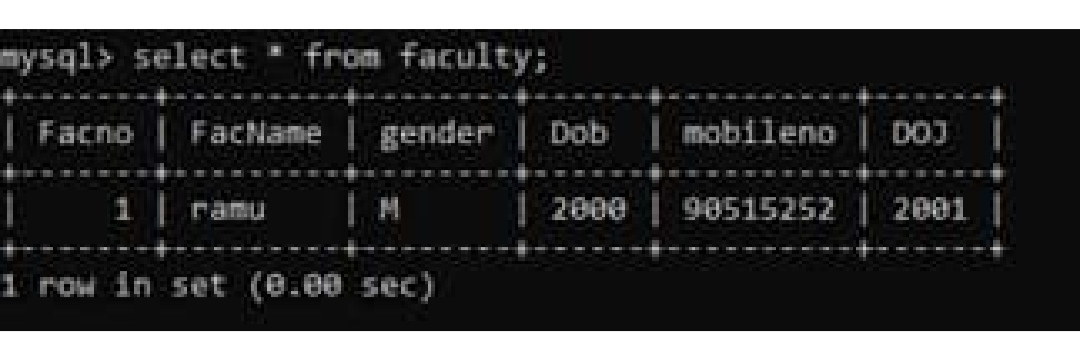 mysql> select * from faculty;
+-------+---------+--------+------+----------+------+
| Facno | FacName | gender | Dob  | mobileno | DOJ  |
+-------+---------+--------+------+----------+------+
|     1 | ramu    | M      | 2000 | 90515252 | 2001 |
+-------+---------+--------+------+----------+------+
1 row in set (0.00 sec)